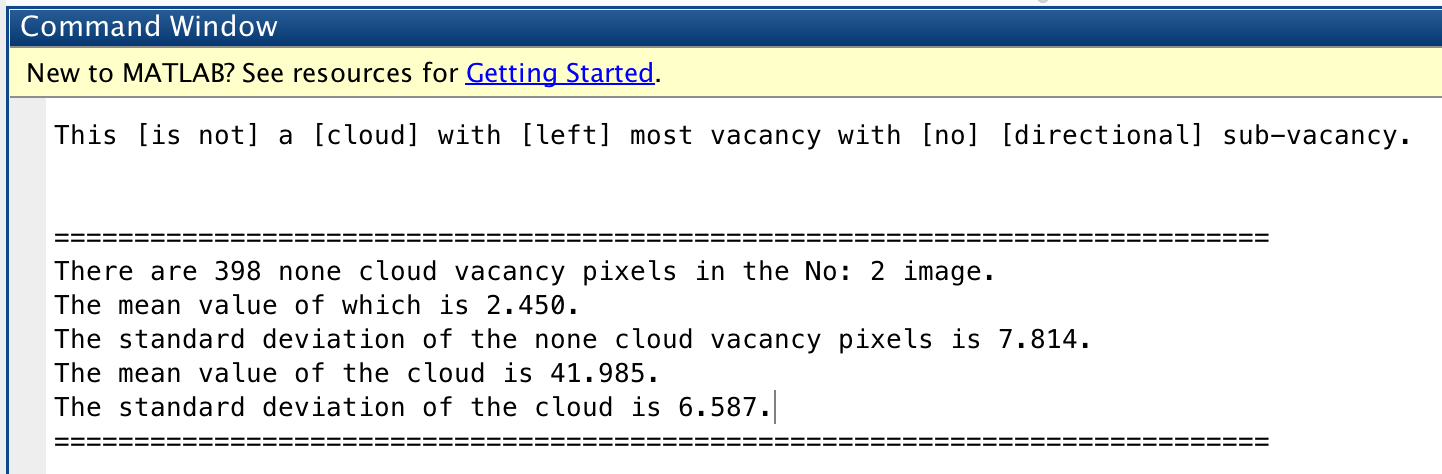 Command Window
New to MATLAB? See resources for Getting Started.
This [is not] a [cloud] with [left] most vacancy with [no] [directional] sub-vacancy.
============================================================================
There are 398 none cloud vacancy pixels in the No: 2 image.
The mean value of which is 2.450.
The standard deviation of the none cloud vacancy pixels is 7.814.
The mean value of the cloud is 41.985.
The standard deviation of the cloud is 6.587.
============================================================================